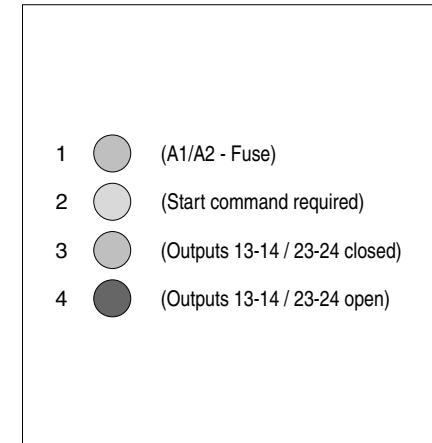 1 (A1/A2 - Fuse)
2 (Start command required)
3 (Outputs 13-14 / 23-24 closed)
4 (Outputs 13-14 / 23-24 open)